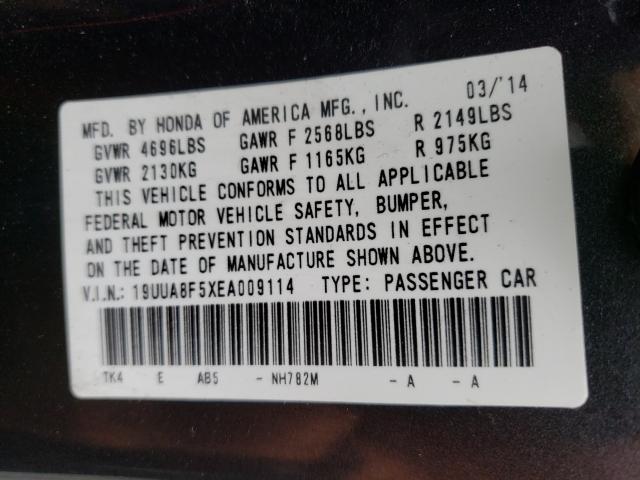 MFD. BY HONDA OF AMERICA MFG., INC. 03/'14
GVWR 4696LBS GAWR F 2568LBS R 2149LBS
GVWR 2130KG GAWR F 1165KG R 975KG
THIS VEHICLE CONFORMS TO ALL APPLICABLE
FEDERAL MOTOR VEHICLE SAFETY, BUMPER,
AND THEFT PREVENTION STANDARDS IN EFFECT
ON THE DATE OF MANUFACTURE SHOWN ABOVE.
V.I.N.: 19UUA8F5XEA009114 TYPE: PASSENGER CAR
TK4 E AB5 - NH782M - A - A